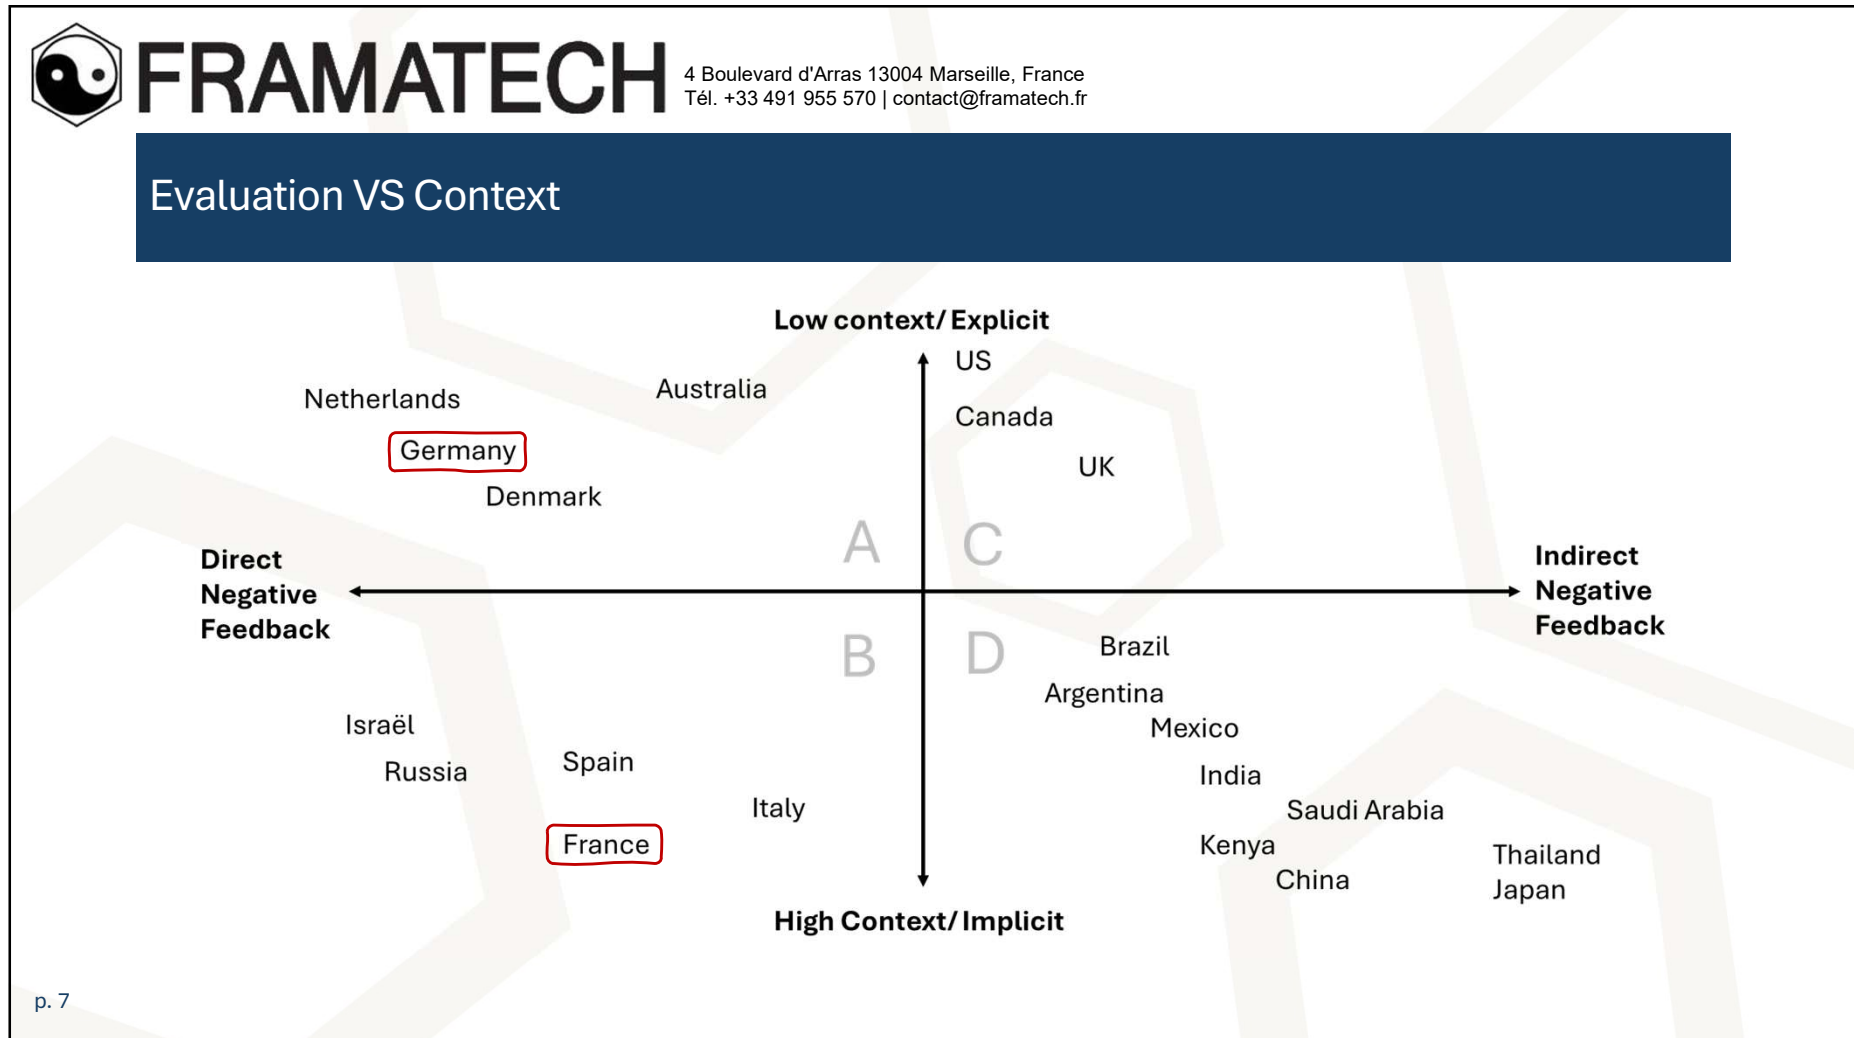 FRAMATECH
4 Boulevard d'Arras 13004 Marseille, France
Tél. +33 491 955 570 | contact@framatech.fr
Evaluation VS Context
Low context/ Explicit
US
Australia
Netherlands
Canada
Germany
UK
Denmark
A
C
Direct
Negative
Feedback
Indirect
Negative
Feedback
B
D
Brazil
Argentina
Israël
Mexico
Spain
Russia
India
Italy
Saudi Arabia
France
Kenya
Thailand
China
Japan
High Context/ Implicit
p. 7